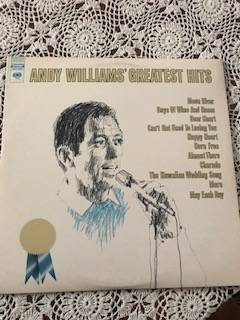 ANDY WILLIAMS' GREATEST HITS
Moon River
Days Of Wine And Roses
Dear Heart
Can't Get Used To Losing You
Happy Heart
Born Free
Almost There
Charade
The Hawaiian Wedding Song
More
May Each Day